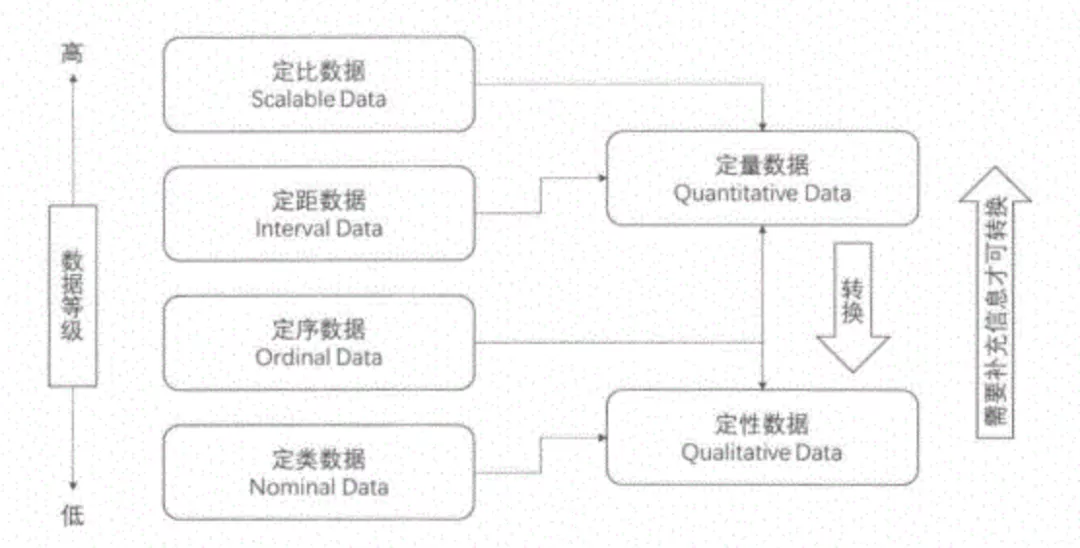 高
数据等级
低
定比数据
Scalable Data
定距数据
Interval Data
定序数据
Ordinal Data
定类数据
Nominal Data
定量数据
Quantitative Data
转换
定性数据
Qualitative Data
需要补充信息才可转换